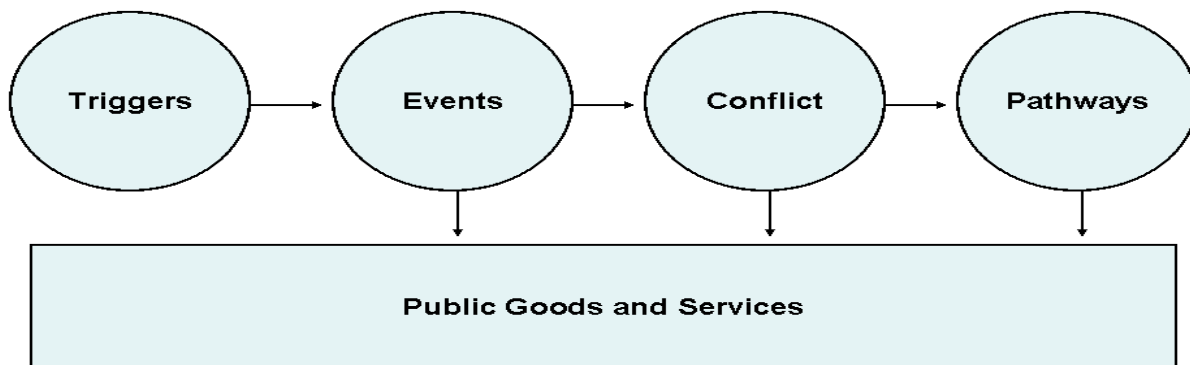 Triggers
Events
Conflict
Pathways
Public Goods and Services